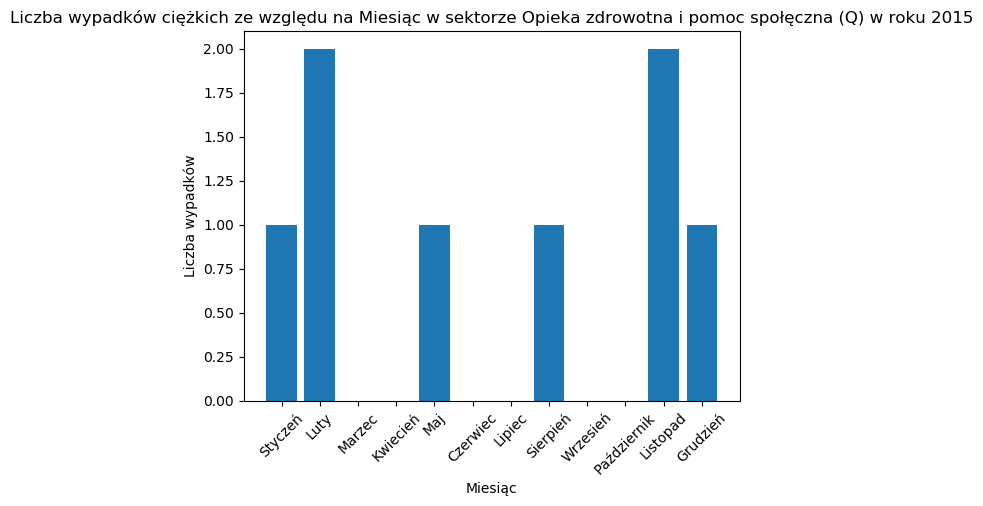 Liczba wypadków ciężkich ze względu na Miesiąc w sektorze Opieka zdrowotna i pomoc społęczna (Q) w roku 2015
2.00
1.75
1.50
1.25
1.00
0.75
0.50
0.25
0.00
Liczba wypadków
Styczeń
Luty
Marzec
Kwiecień
Maj
Czerwiec
Lipiec
Sierpień
Wrzesień
Październik
Listopad
Grudzień
Miesiąc